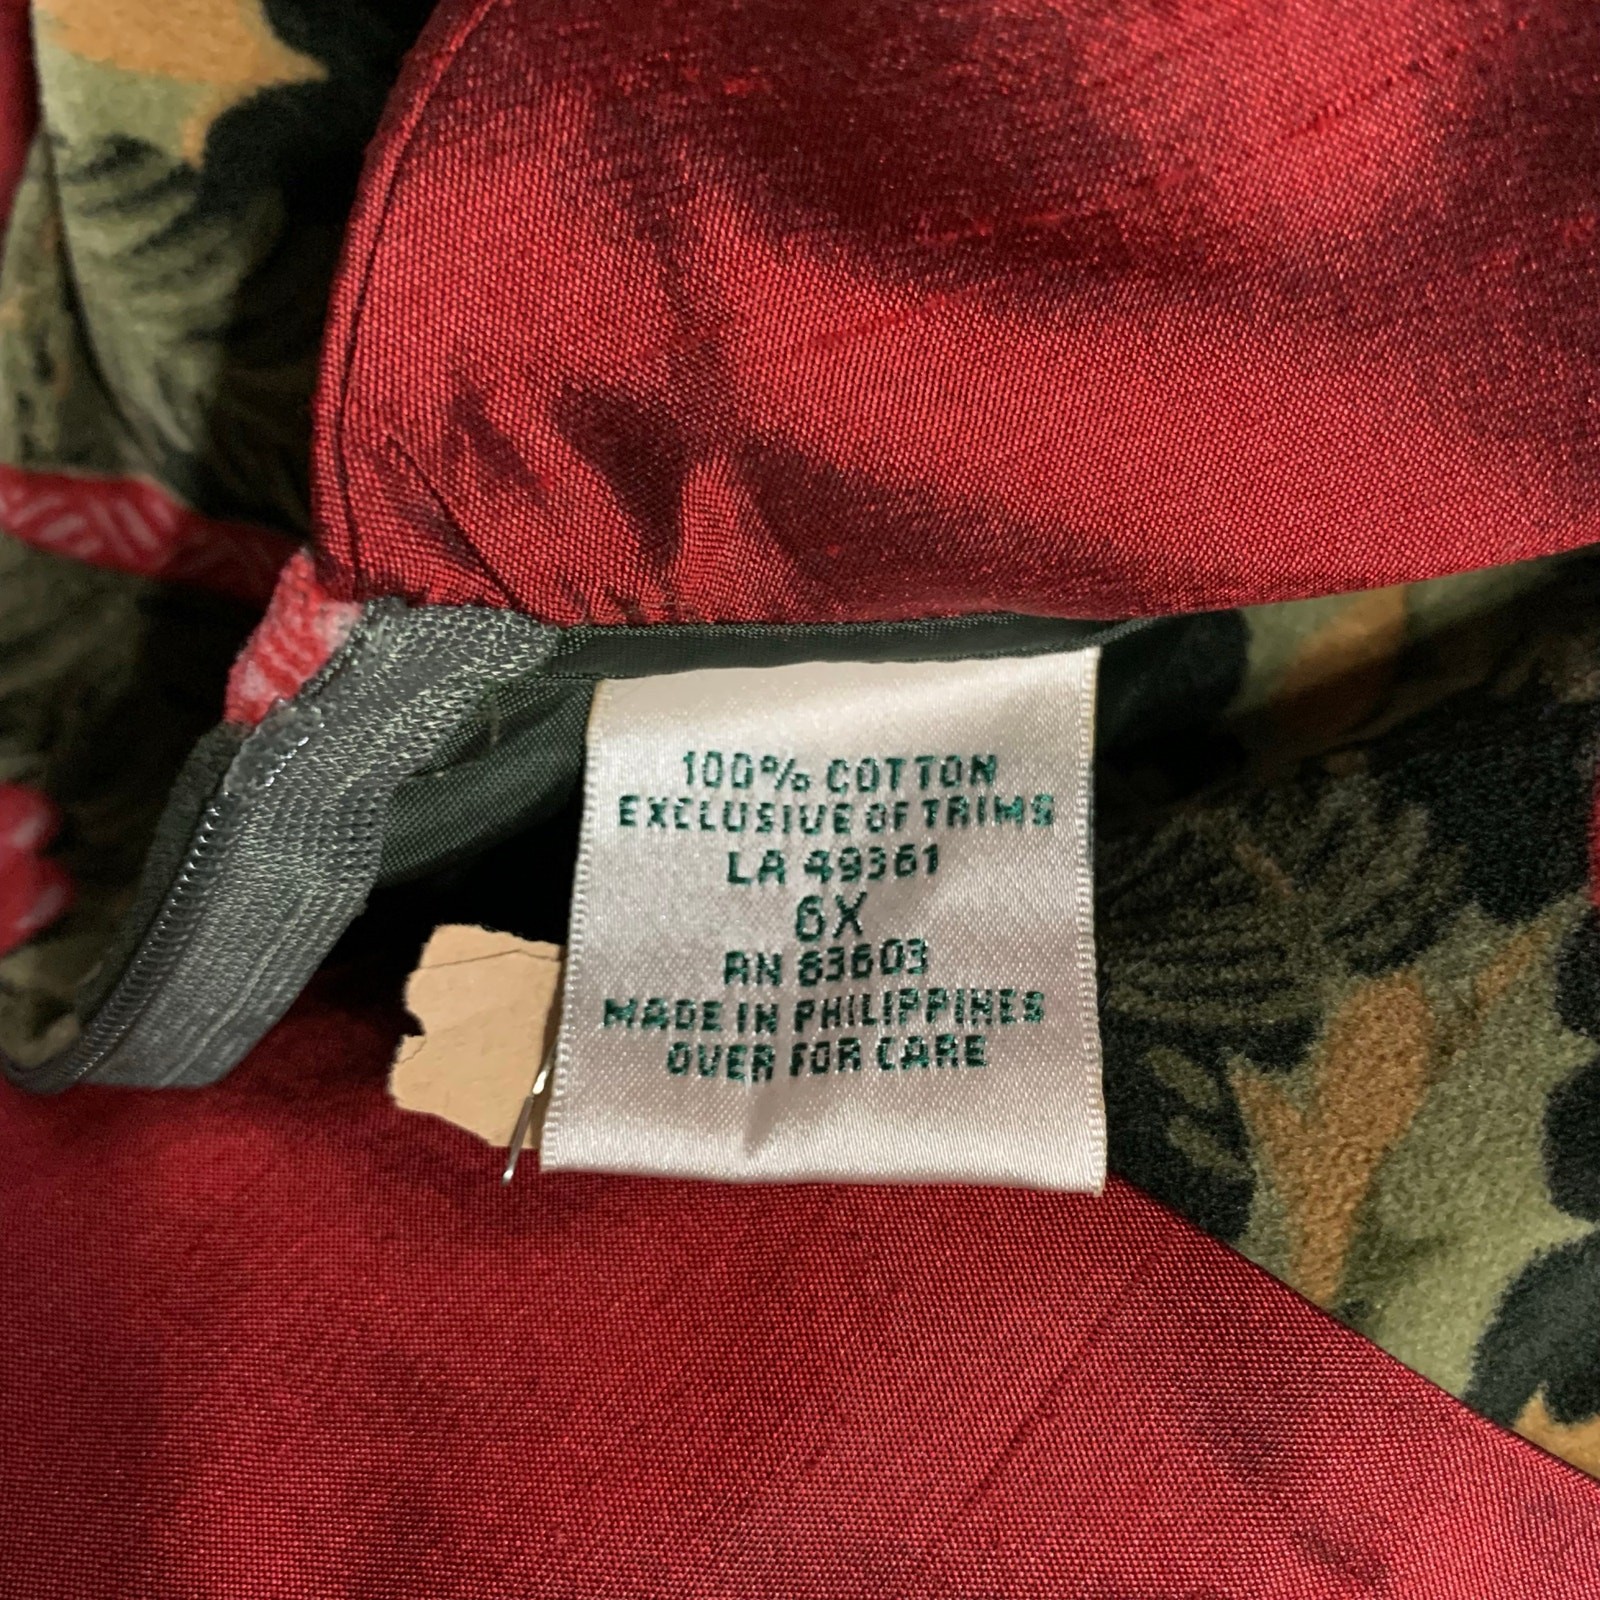 100% COTTON
EXCLUSIVE OF TRIMS
LA 49361
6X
RN 83603
MADE IN PHILIPPINES
OVER FOR CARE